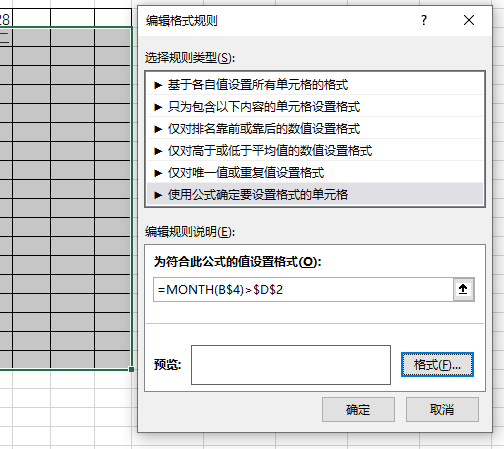 28
二
编辑格式规则
?
选择规则类型(S):
► 基于各自值设置所有单元格的格式
► 只为包含以下内容的单元格设置格式
► 仅对排名靠前或靠后的数值设置格式
► 仅对高于或低于平均值的数值设置格式
► 仅对唯一值或重复值设置格式
► 使用公式确定要设置格式的单元格
编辑规则说明(E):
为符合此公式的值设置格式(O):
=MONTH(B$4)>$D$2
预览:
格式(F)...
确定
取消